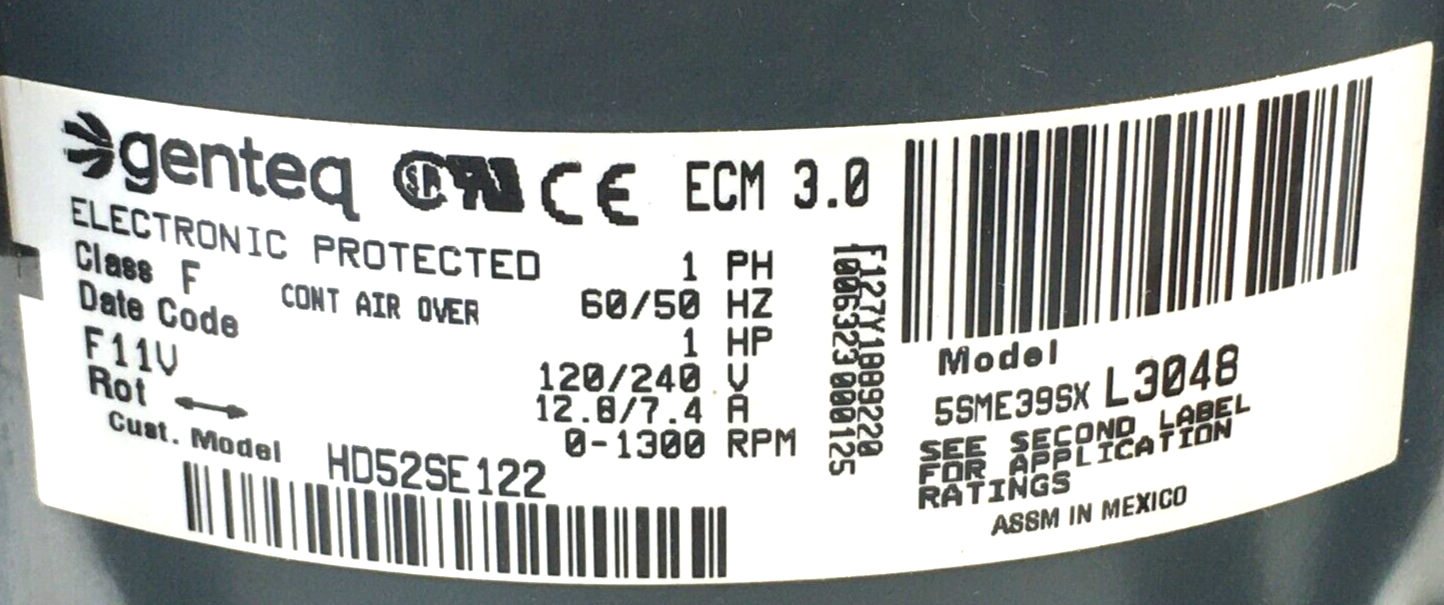 genteq
ECM 3.0
ELECTRONIC PROTECTED
Class F
CONT AIR OVER
Date Code
F11V
Rot
1 PH
60/50 HZ
1 HP
120/240 V
12.8/7.4 A
0-1300 RPM
Cust. Model HD52SE122
Model
5SME39SX L3048
SEE SECOND LABEL
FOR APPLICATION
RATINGS
ASSM IN MEXICO